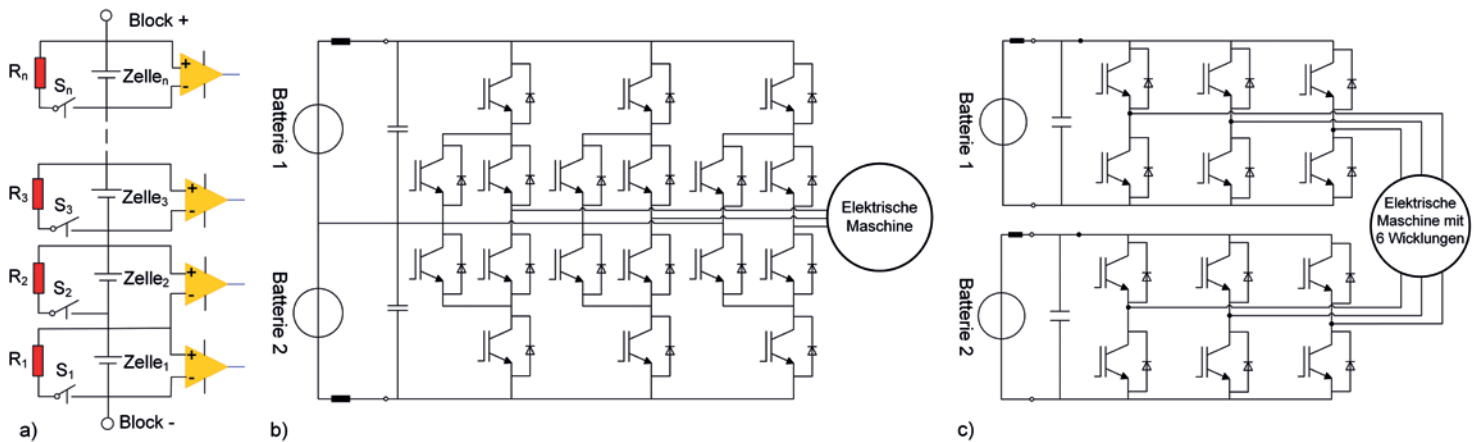 Block +
Rn
Sn
Zellen
+
-
R3
S3
Zelle3
+
-
R2
S2
Zelle2
+
-
R1
S1
Zelle1
+
-
Block -
a)
Batterie 1
Batterie 2
Elektrische
Maschine
b)
Batterie 1
Batterie 2
Elektrische
Maschine mit
6 Wicklungen
c)